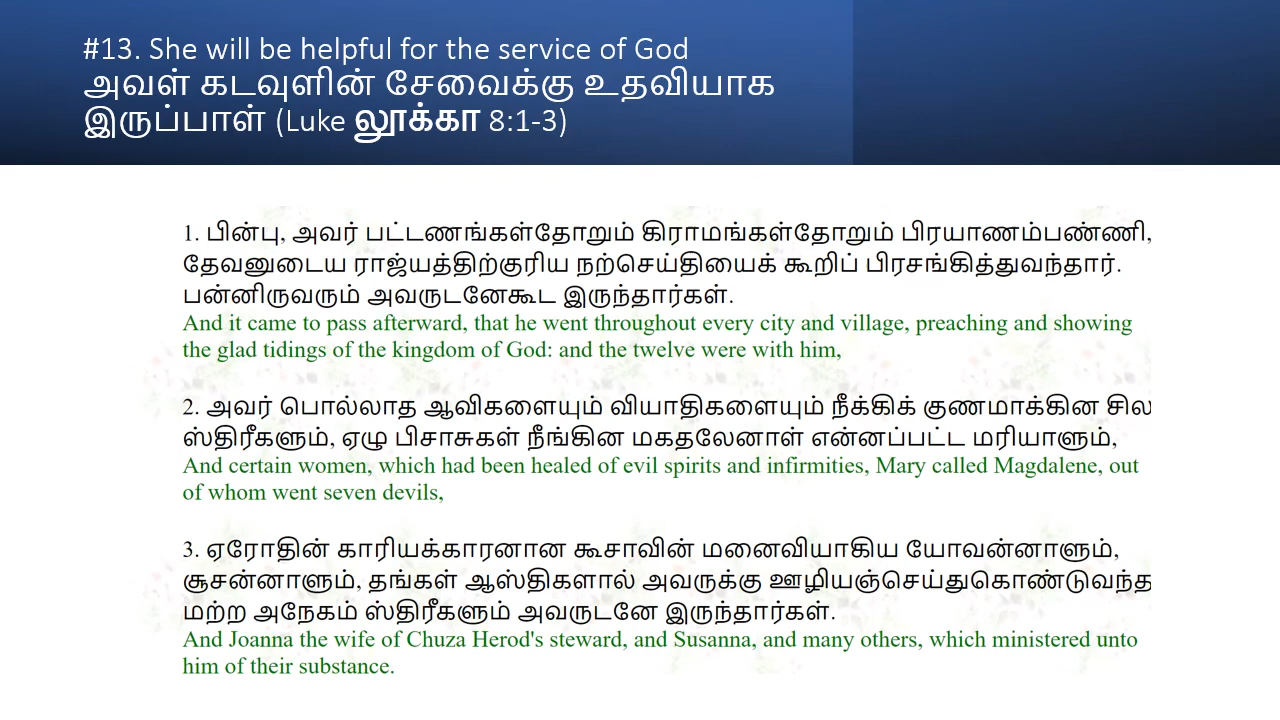 #13. She will be helpful for the service of God
அவள் கடவுளின் சேவைக்கு உதவியாக
இருப்பாள் (Luke லூக்கா 8:1-3)
1. பின்பு, அவர் பட்டணங்கள்தோறும் கிராமங்கள்தோறும் பிரயாணம்பண்ணி,
தேவனுடைய ராஜ்யத்திற்குரிய நற்செய்தியைக் கூறிப் பிரசங்கித்துவந்தார்.
பன்னிருவரும் அவருடனேகூட இருந்தார்கள்.
And it came to pass afterward, that he went throughout every city and village, preaching and showing
the glad tidings of the kingdom of God: and the twelve were with him,
2. அவர் பொல்லாத ஆவிகளையும் வியாதிகளையும் நீக்கிக் குணமாக்கின சில
ஸ்திரீகளும், ஏழு பிசாசுகள் நீங்கின மகதலேனாள் என்னப்பட்ட மரியாளும்,
And certain women, which had been healed of evil spirits and infirmities, Mary called Magdalene, out
of whom went seven devils,
3. ஏரோதின் காரியக்காரனான கூசாவின் மனைவியாகிய யோவன்னாளும்,
சூசன்னாளும், தங்கள் ஆஸ்திகளால் அவருக்கு ஊழியஞ்செய்துகொண்டுவந்த
மற்ற அநேகம் ஸ்திரீகளும் அவருடனே இருந்தார்கள்.
And Joanna the wife of Chuza Herod's steward, and Susanna, and many others, which ministered unto
him of their substance.